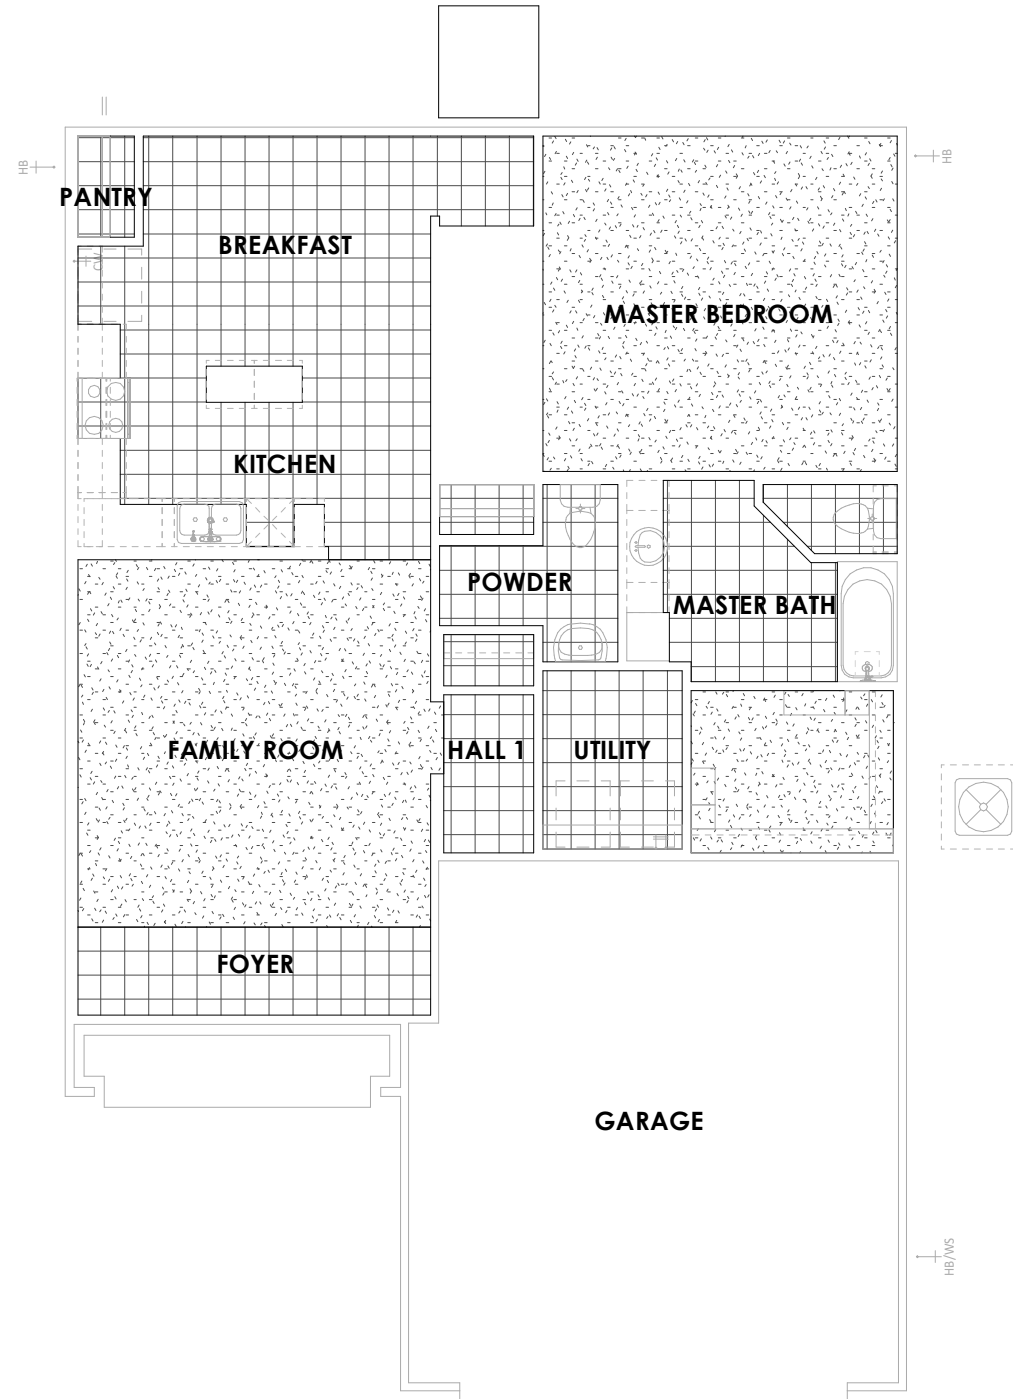 HB
HB
PANTRY
BREAKFAST
CW
MASTER BEDROOM
KITCHEN
POWDER
MASTER BATH
FAMILY ROOM
HALL 1
UTILITY
FOYER
GARAGE
HB/WS